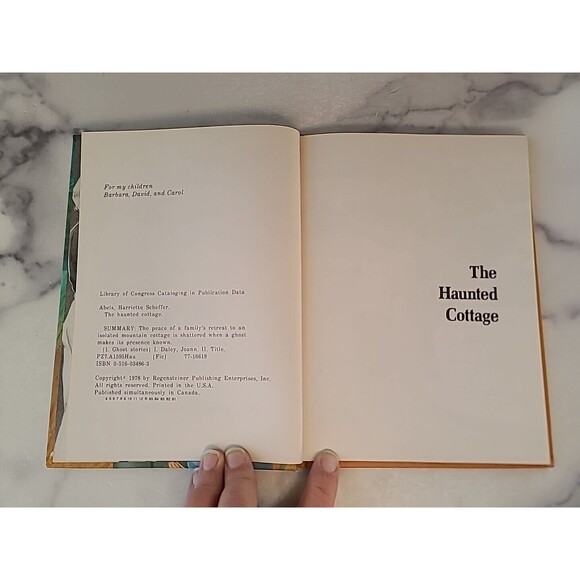 For my children
Barbara, David, and Carol
Library of Congress Cataloging in Publication Data
Abels, Harriette Sheffer.
The haunted cottage.
SUMMARY: The peace of a family's retreat to an
isolated mountain cottage is shattered when a ghost
makes its presence known.
[1. Ghost stories] I. Daley, Joann. II. Title.
PZ7.A1595Hau [Fic] 77-16619
ISBN 0-516-03486-3
Copyright© 1978 by Regensteiner Publishing Enterprises, Inc.
All rights reserved. Printed in the U.S.A.
Published simultaneously in Canada.
The
Haunted
Cottage